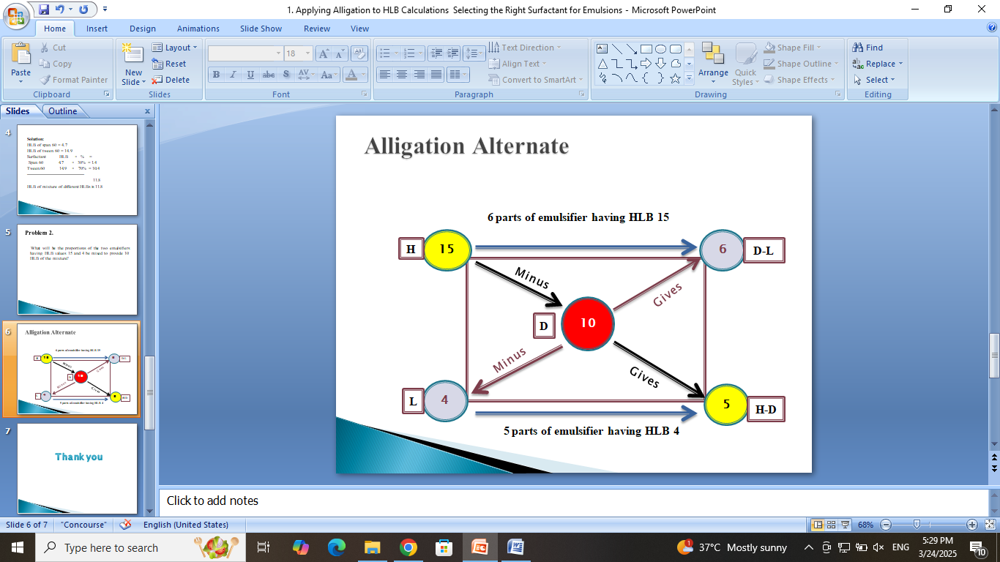 1. Applying Alligation to HLB Calculations Selecting the Right Surfactant for Emulsions - Microsoft PowerPoint
Home Insert Design Animations Slide Show Review View
Paste
Cut
Copy
Format Painter
Clipboard
New Slide
Layout
Reset
Delete
Slides
18
B I U abc S AV Aa A
Font
Text Direction
Align Text
Convert to SmartArt
Paragraph
Arrange
Quick Styles
Shape Fill
Shape Outline
Shape Effects
Drawing
Find
Replace
Select
Editing
Slides Outline x
4
Solution:
HLB of span 60 = 4.7
HLB of tween 60 = 14.9
Surfactant HLB × % =
Span 60 4.7 × 30% = 1.4
Tween 60 14.9 × 70% = 10.4
11.8
HLB of mixture of different HLBs is 11.8
5
Problem 2.
What will be the proportions of the two emulsifiers
having HLB values 15 and 4 be mixed to provide 10
HLB of the mixture?
6
Alligation Alternate
6 parts of emulsifier having HLB 15
5 parts of emulsifier having HLB 4
7
Thank you
Alligation Alternate
6 parts of emulsifier having HLB 15
H 15 6 D-L
Minus Gives
D 10
Minus Gives
L 4 5 H-D
5 parts of emulsifier having HLB 4
Click to add notes
Slide 6 of 7 "Concourse" English (United States) 68%
Type here to search 37°C Mostly sunny ENG 5:29 PM
3/24/2025 10